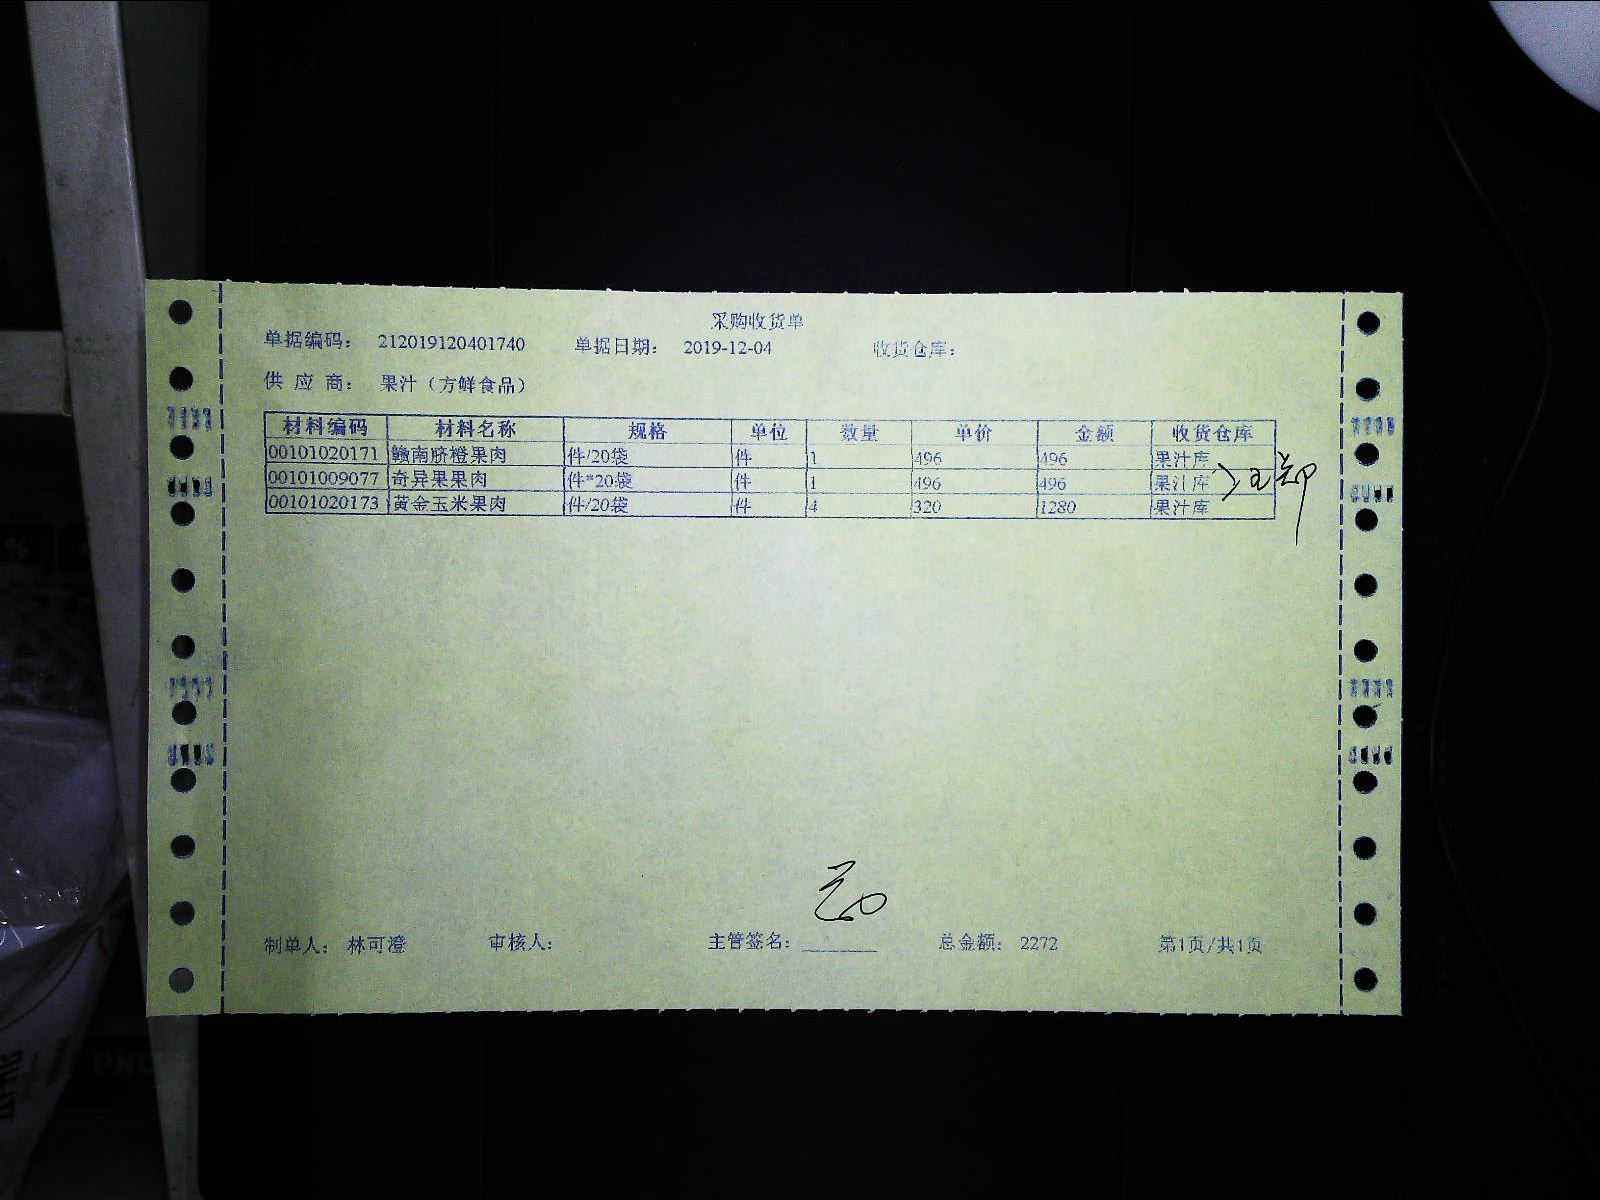 采购收货单
单据编码： 212019120401740 单据日期： 2019-12-04 收货仓库：
供 应 商： 果汁（方鲜食品）
材料编码 材料名称 规格 单位 数量 单价 金额 收货仓库
00101020171 赣南脐橙果肉 件/20袋 件 1 496 496 果汁库
00101009077 奇异果果肉 件*20袋 件 1 496 496 果汁库
00101020173 黄金玉米果肉 件/20袋 件 4 320 1280 果汁库
制单人： 林可澄 审核人： 主管签名： 总金额： 2272 第1页/共1页